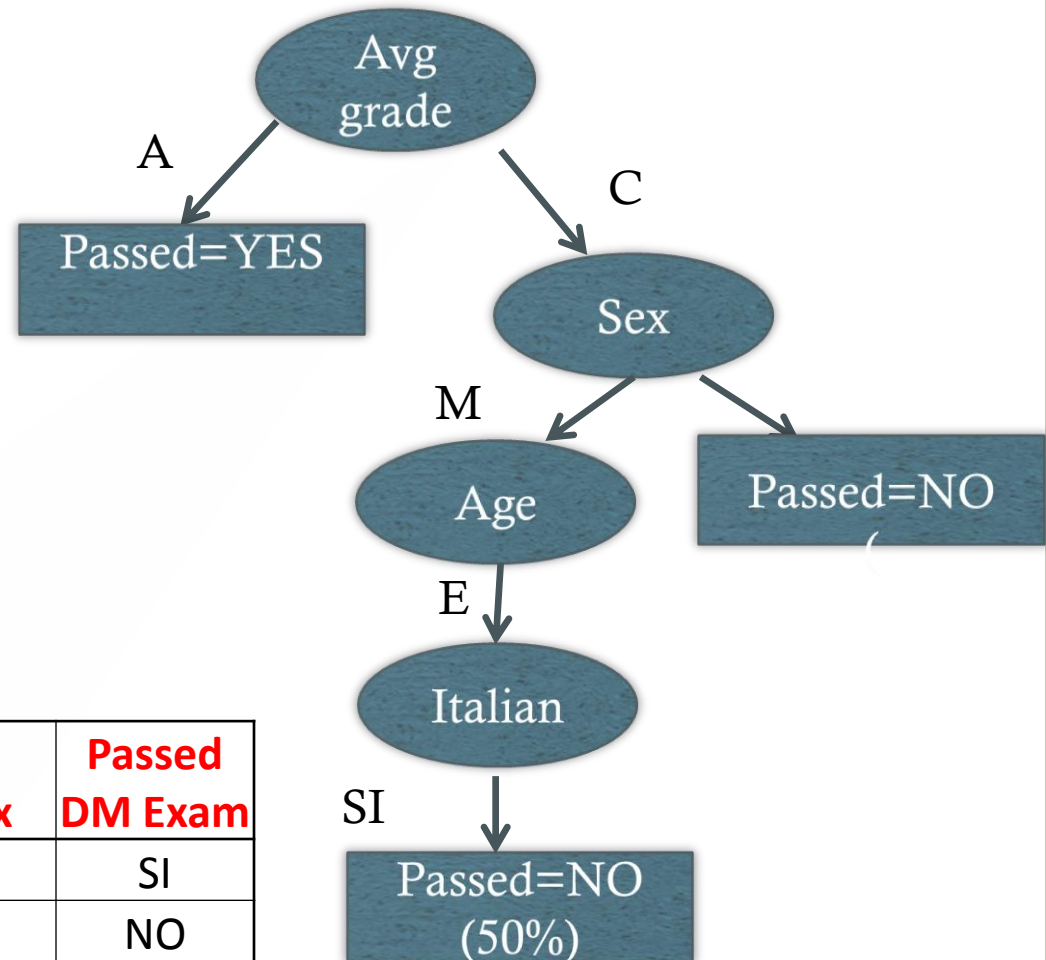 Avg
grade
A
C
Passed=YES
Sex
M
Age
Passed=NO
(
E
Italian
SI
Passed=NO
(50%)
x
Passed
DM Exam
SI
NO